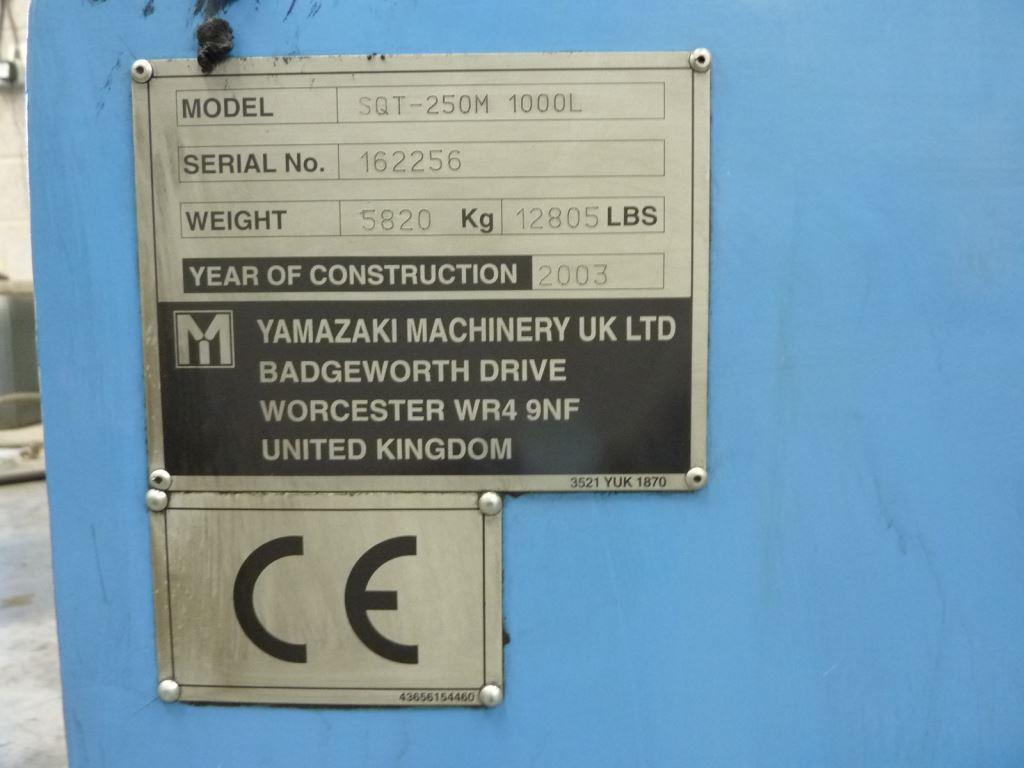 MODEL SQT-250M 1000L
SERIAL No. 162256
WEIGHT 5820 Kg 12805 LBS
YEAR OF CONSTRUCTION 2003
M YAMAZAKI MACHINERY UK LTD
BADGEWORTH DRIVE
WORCESTER WR4 9NF
UNITED KINGDOM
3521 YUK 1870
CE
43656154460